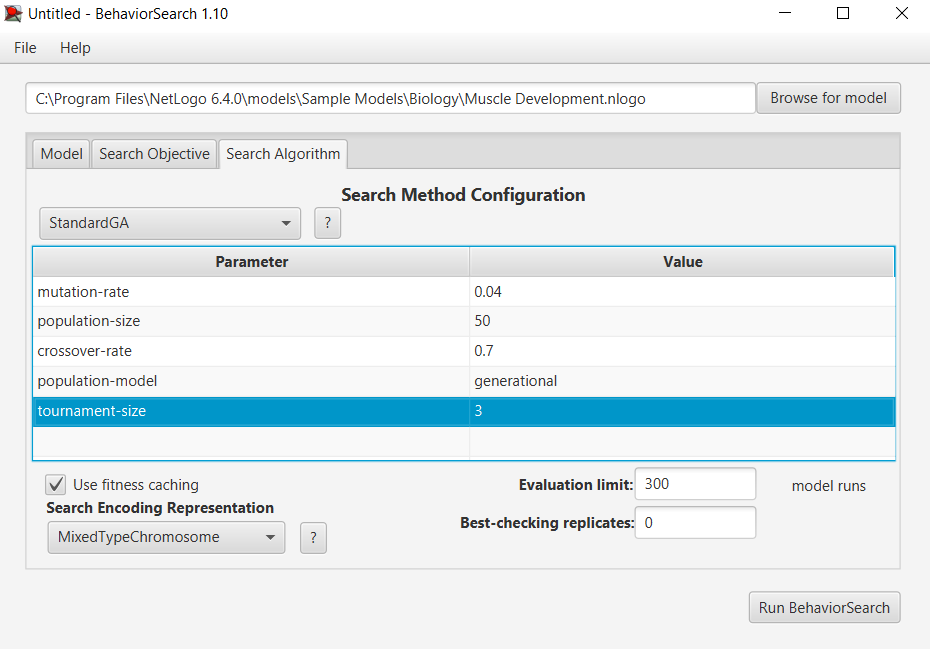 Untitled - BehaviorSearch 1.10
File Help
C:\Program Files\NetLogo 6.4.0\models\Sample Models\Biology\Muscle Development.nlogo Browse for model
Model Search Objective Search Algorithm
Search Method Configuration
StandardGA ?
Parameter Value
mutation-rate 0.04
population-size 50
crossover-rate 0.7
population-model generational
tournament-size 3
Use fitness caching Evaluation limit: 300 model runs
Search Encoding Representation
Best-checking replicates: 0
MixedTypeChromosome ?
Run BehaviorSearch